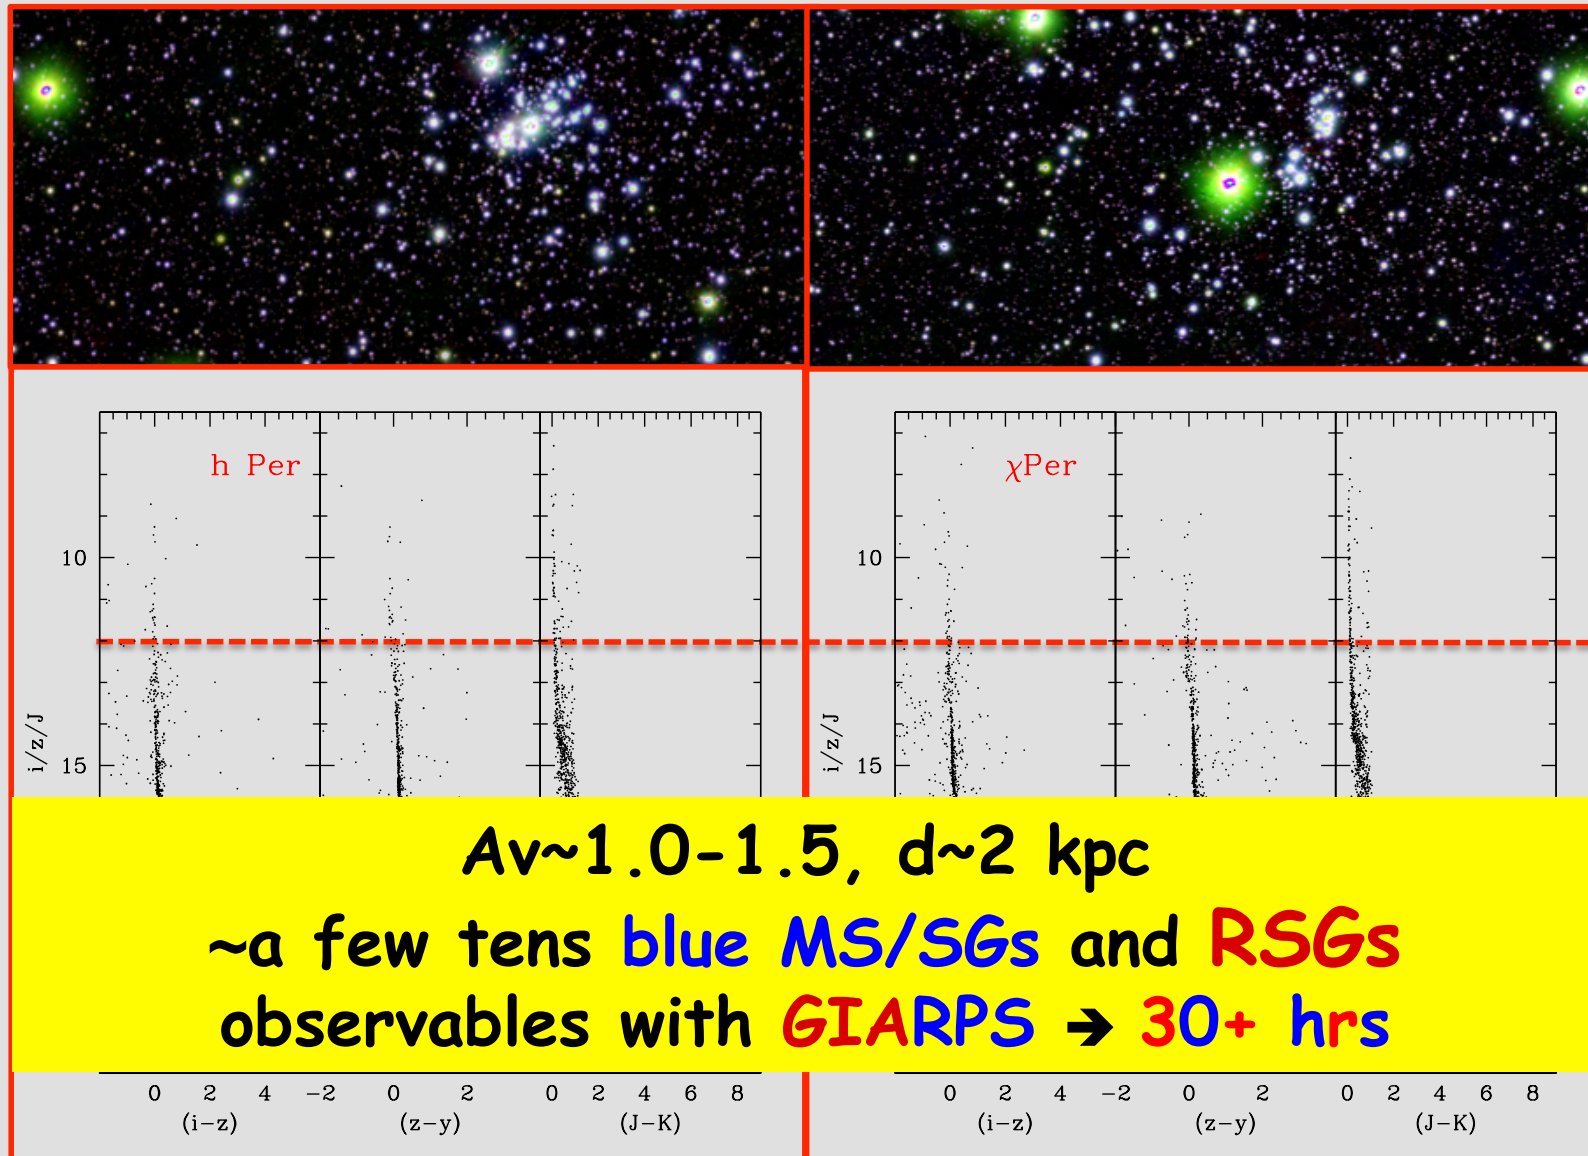 h Per
χPer
10
10
i/z/J
i/z/J
15
15
Av~1.0-1.5, d~2 kpc
~a few tens blue MS/SGs and RSGs
observables with GIARPS ➔ 30+ hrs
0 2 4 -2 0 2 0 2 4 6 8
(i-z) (z-y) (J-K)
0 2 4 -2 0 2 0 2 4 6 8
(i-z) (z-y) (J-K)